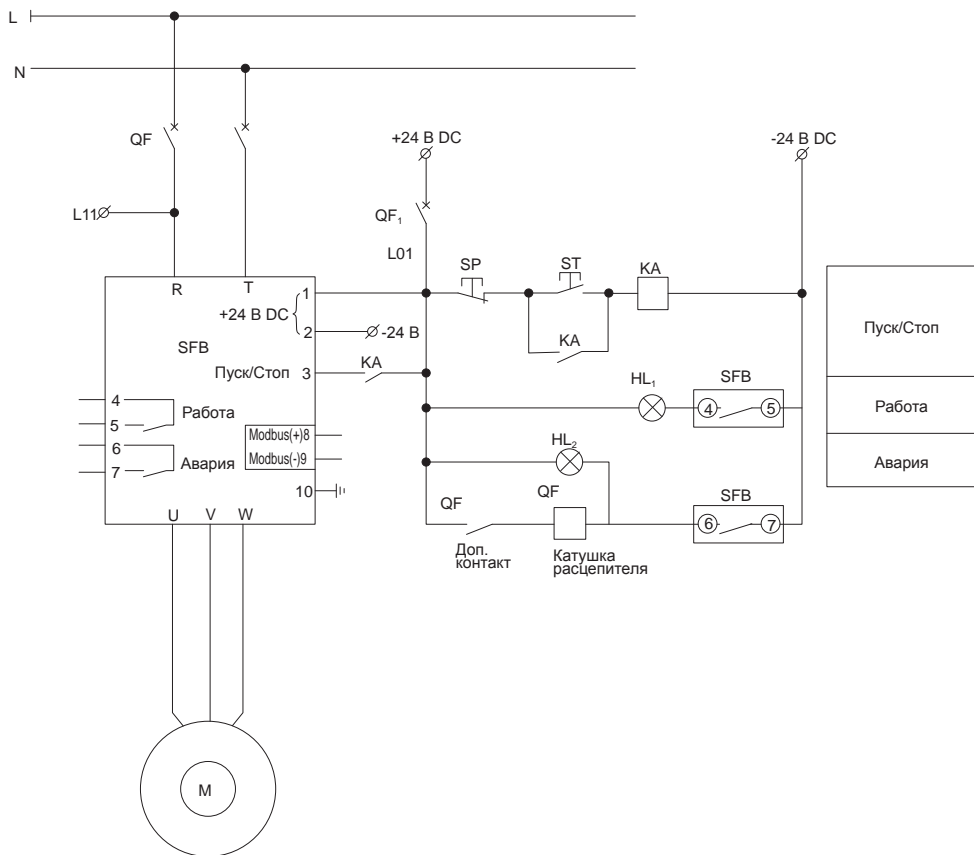 L
N
QF
+24 В DC
-24 В DC
L11
QF₁
L01
R
T
1
SP
ST
KA
+24 В DC
2
-24 В
KA
Пуск/Стоп
SFB
Пуск/Стоп
3
KA
HL₁
SFB
4
5
Работа
4
Работа
5
6
Modbus(+)8
HL₂
Авария
7
Авария
Modbus(-)9
10
QF
QF
SFB
6
7
U
V
W
Доп.
контакт
Катушка
расцепителя
M